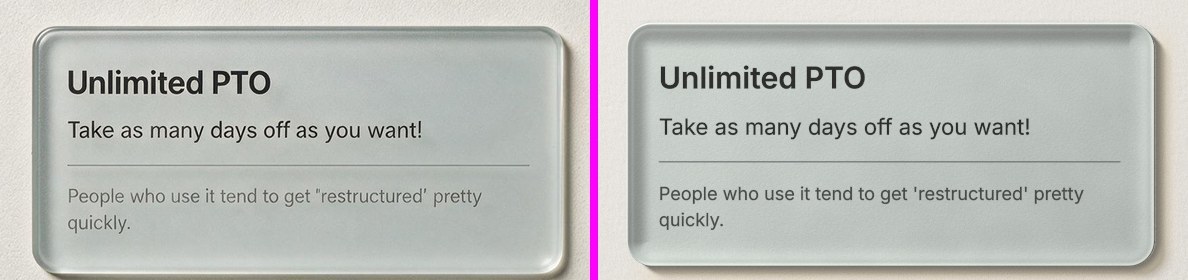 Unlimited PTO
Take as many days off as you want!
People who use it tend to get "restructured' pretty
quickly.
Unlimited PTO
Take as many days off as you want!
People who use it tend to get 'restructured' pretty
quickly.